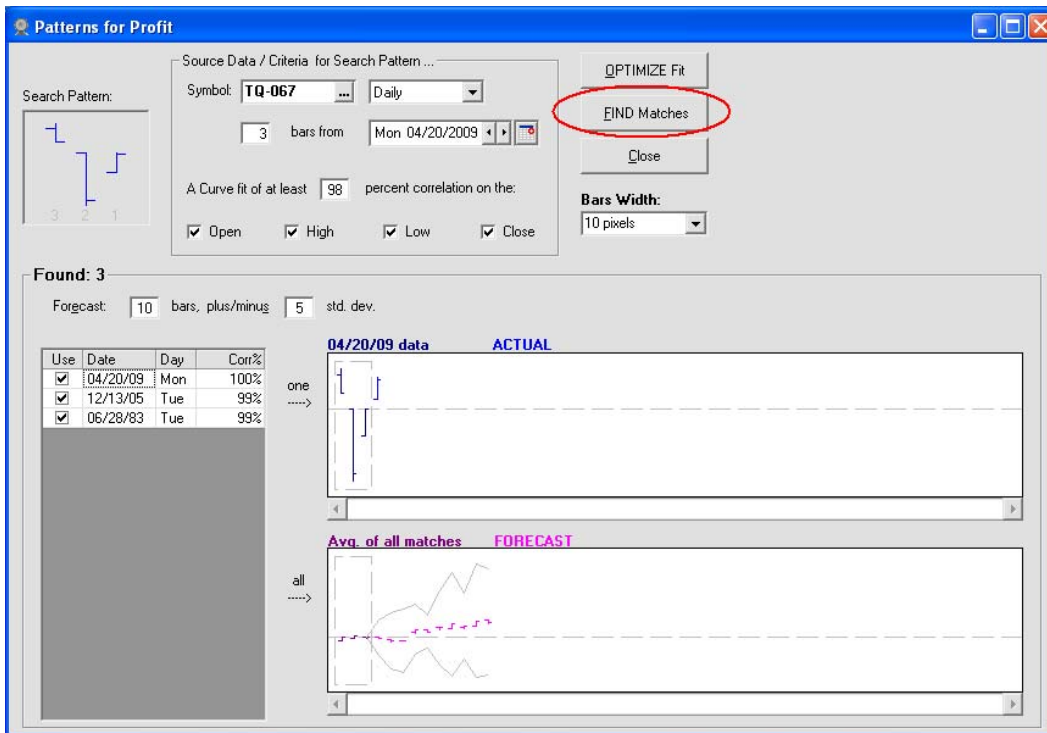 Patterns for Profit
Search Pattern:
3 2 1
Source Data / Criteria for Search Pattern ...
Symbol: TQ-067 ... Daily
3 bars from Mon 04/20/2009
A Curve fit of at least 98 percent correlation on the:
Open High Low Close
OPTIMIZE Fit
FIND Matches
Close
Bars Width:
10 pixels
Found: 3
Forecast: 10 bars, plus/minus 5 std. dev.
Use Date Day Corr%
04/20/09 Mon 100%
12/13/05 Tue 99%
06/28/83 Tue 99%
one
----->
04/20/09 data ACTUAL
all
----->
Avg. of all matches FORECAST